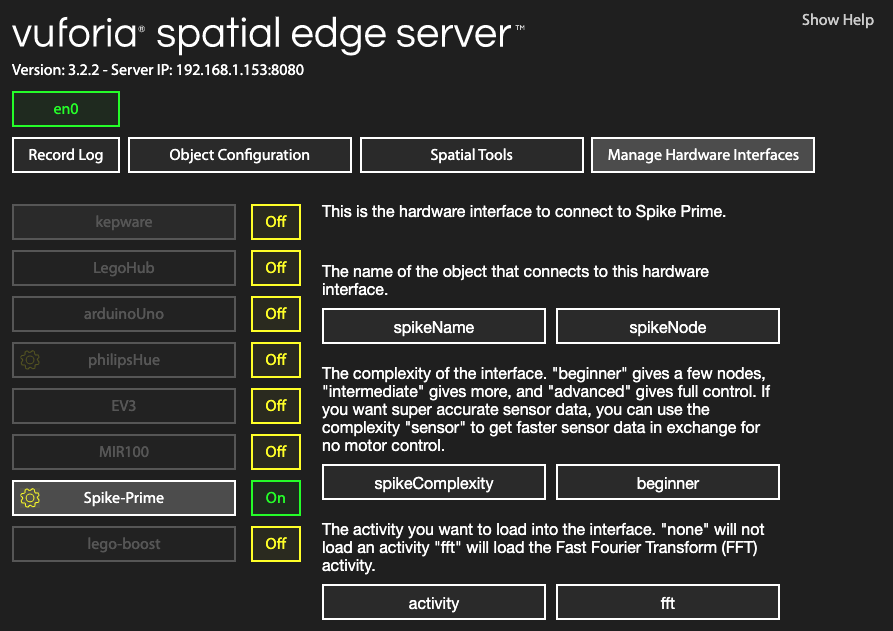 Show Help
vuforia® spatial edge server™
Version: 3.2.2 - Server IP: 192.168.1.153:8080
en0
Record Log
Object Configuration
Spatial Tools
Manage Hardware Interfaces
kepware Off
LegoHub Off
arduinoUno Off
philipsHue Off
EV3 Off
MIR100 Off
Spike-Prime On
lego-boost Off
This is the hardware interface to connect to Spike Prime.
The name of the object that connects to this hardware
interface.
spikeName spikeNode
The complexity of the interface. "beginner" gives a few nodes,
"intermediate" gives more, and "advanced" gives full control. If
you want super accurate sensor data, you can use the
complexity "sensor" to get faster sensor data in exchange for
no motor control.
spikeComplexity beginner
The activity you want to load into the interface. "none" will not
load an activity "fft" will load the Fast Fourier Transform (FFT)
activity.
activity fft